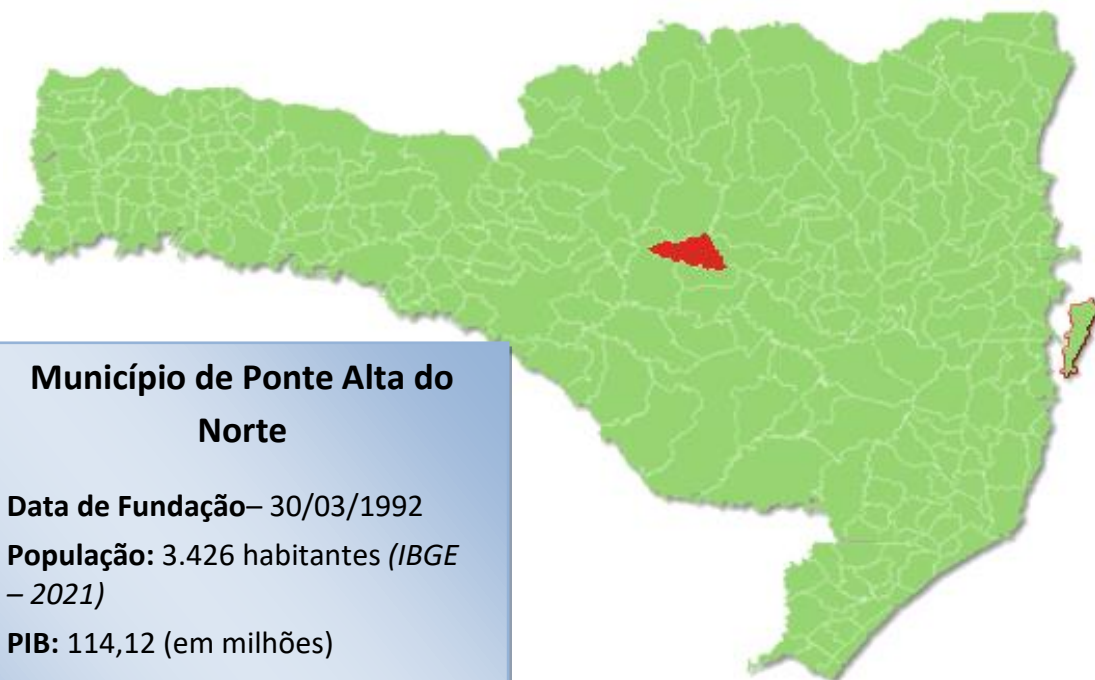 Município de Ponte Alta do
Norte
Data de Fundação– 30/03/1992
População: 3.426 habitantes (IBGE
– 2021)
PIB: 114,12 (em milhões)